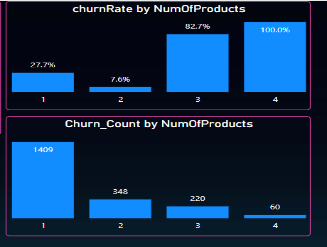 churnRate by NumOfProducts
27.7%
7.6%
82.7%
100.0%
1 2 3 4
Churn_Count by NumOfProducts
1409
348
220
60
1 2 3 4